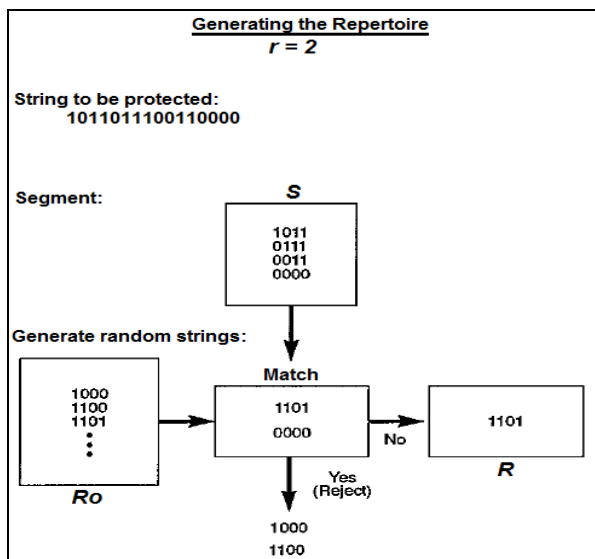 Generating the Repertoire
r = 2
String to be protected:
1011011100110000
Segment:
S
1011
0111
0011
0000
Generate random strings:
Match
1000
1100
1101
1101
0000
No
1101
Ro
Yes
(Reject)
R
1000
1100